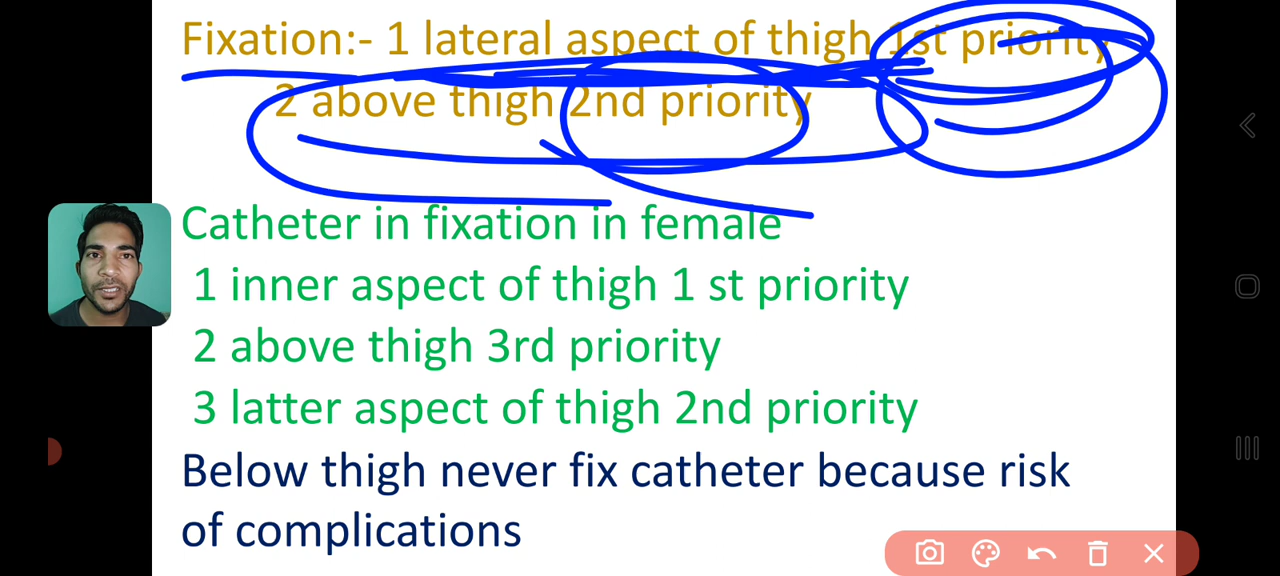 Fixation:- 1 lateral aspect of thigh 1st priority
2 above thigh 2nd priority
Catheter in fixation in female
1 inner aspect of thigh 1 st priority
2 above thigh 3rd priority
3 latter aspect of thigh 2nd priority
Below thigh never fix catheter because risk
of complications